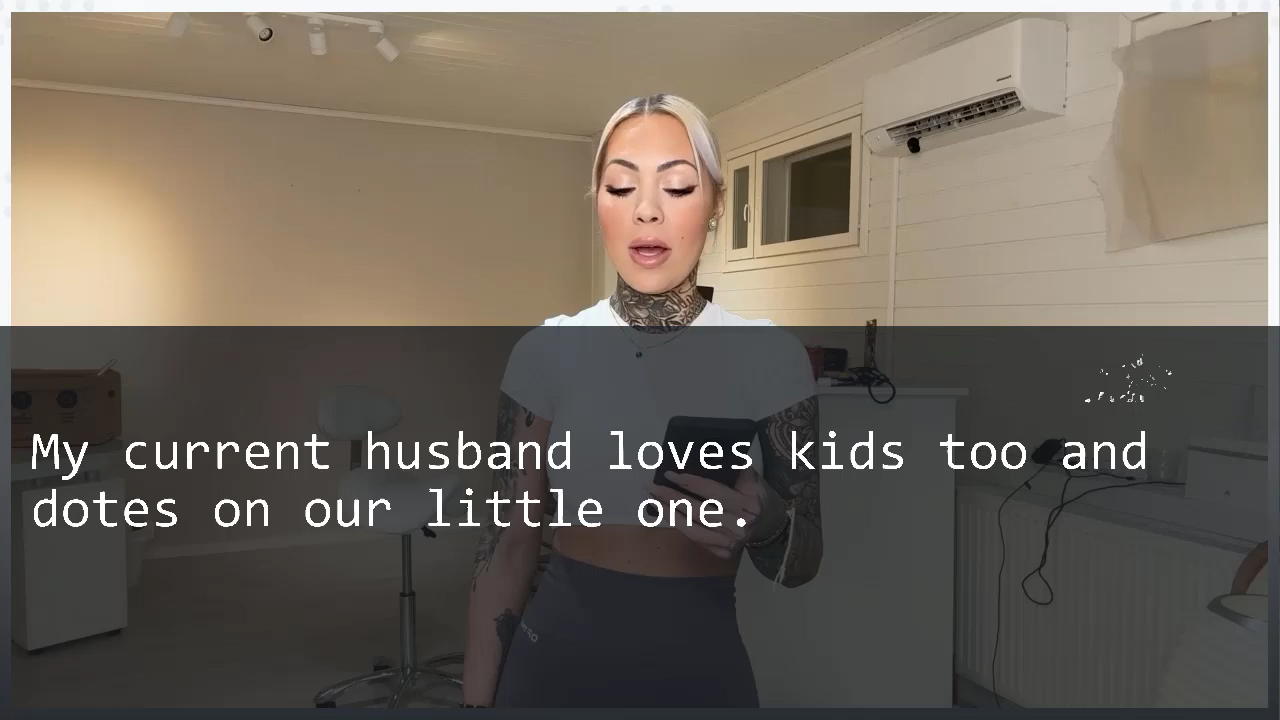 My current husband loves kids too and
dotes on our little one.